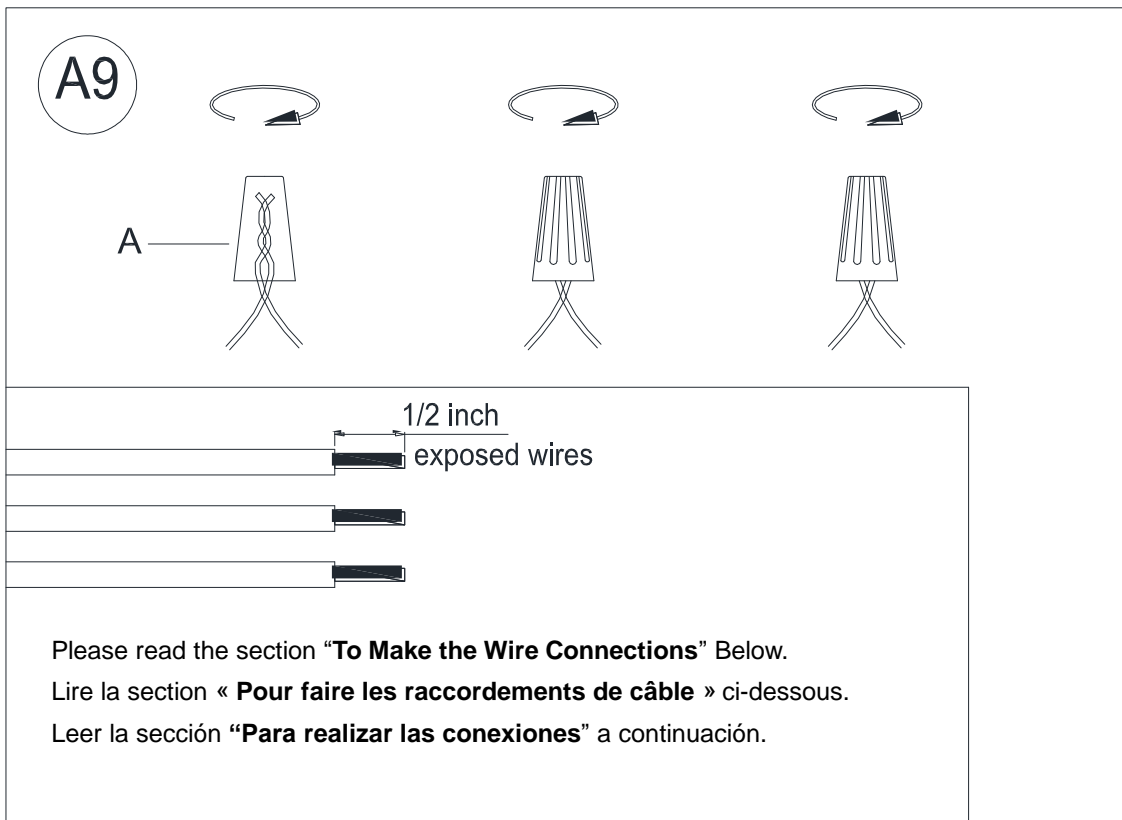 A9
A
1/2 inch
exposed wires
Please read the section “To Make the Wire Connections” Below.
Lire la section « Pour faire les raccordements de câble » ci-dessous.
Leer la sección “Para realizar las conexiones” a continuación.